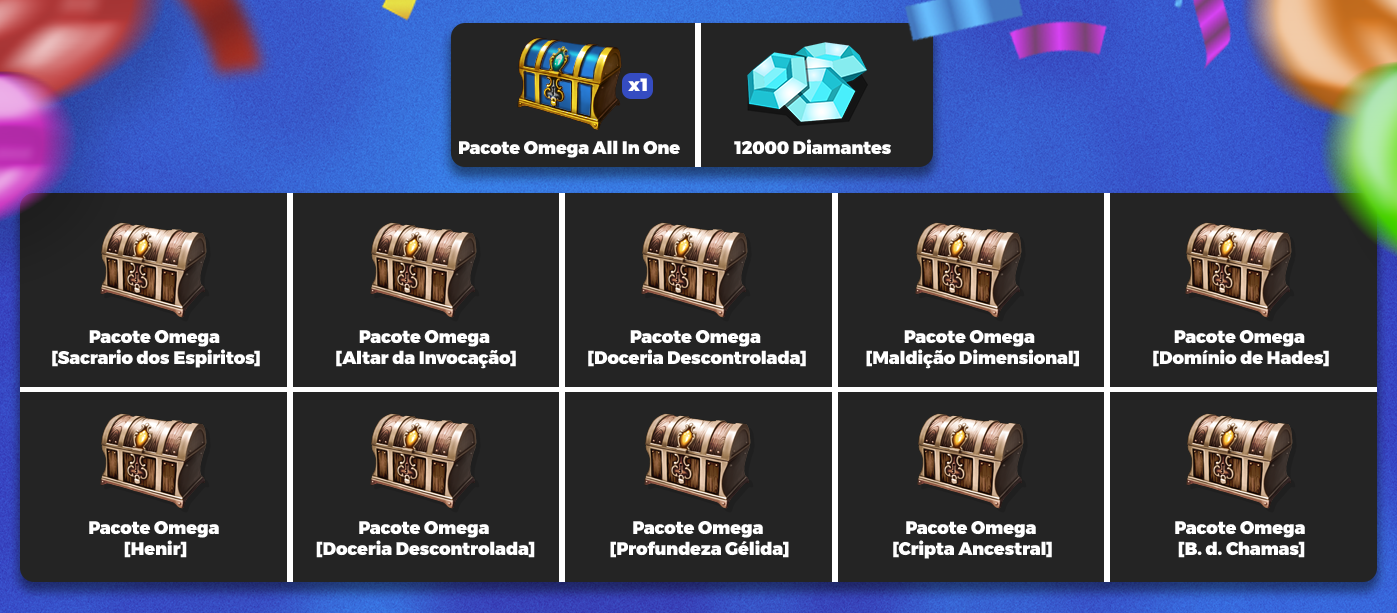 x1
Pacote Omega All In One
12000 Diamantes
Pacote Omega
[Sacrario dos Espiritos]
Pacote Omega
[Altar da Invocação]
Pacote Omega
[Doceria Descontrolada]
Pacote Omega
[Maldição Dimensional]
Pacote Omega
[Domínio de Hades]
Pacote Omega
[Henir]
Pacote Omega
[Doceria Descontrolada]
Pacote Omega
[Profundeza Gélida]
Pacote Omega
[Cripta Ancestral]
Pacote Omega
[B. d. Chamas]